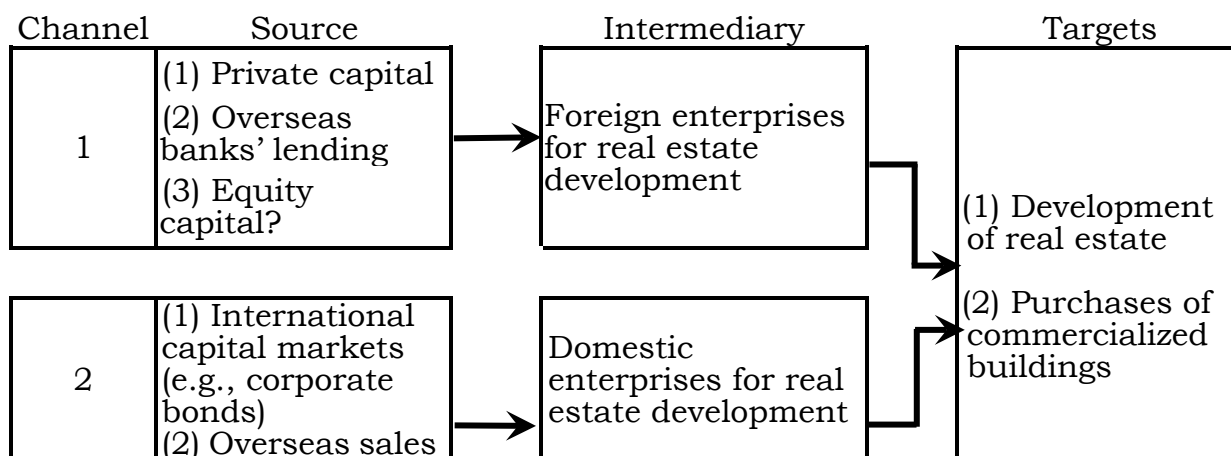 Channel Source Intermediary Targets
1
(1) Private capital
(2) Overseas
banks’ lending
(3) Equity
capital?
Foreign enterprises
for real estate
development
(1) Development
of real estate
(2) Purchases of
commercialized
buildings
2
(1) International
capital markets
(e.g., corporate
bonds)
(2) Overseas sales
Domestic
enterprises for real
estate development